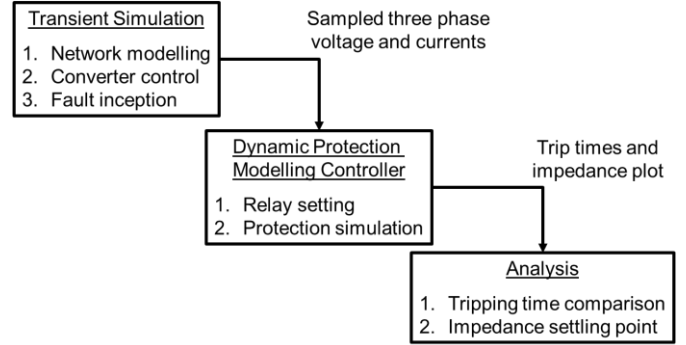 Transient Simulation
1. Network modelling
2. Converter control
3. Fault inception
Sampled three phase
voltage and currents
Dynamic Protection
Modelling Controller
1. Relay setting
2. Protection simulation
Trip times and
impedance plot
Analysis
1. Tripping time comparison
2. Impedance settling point